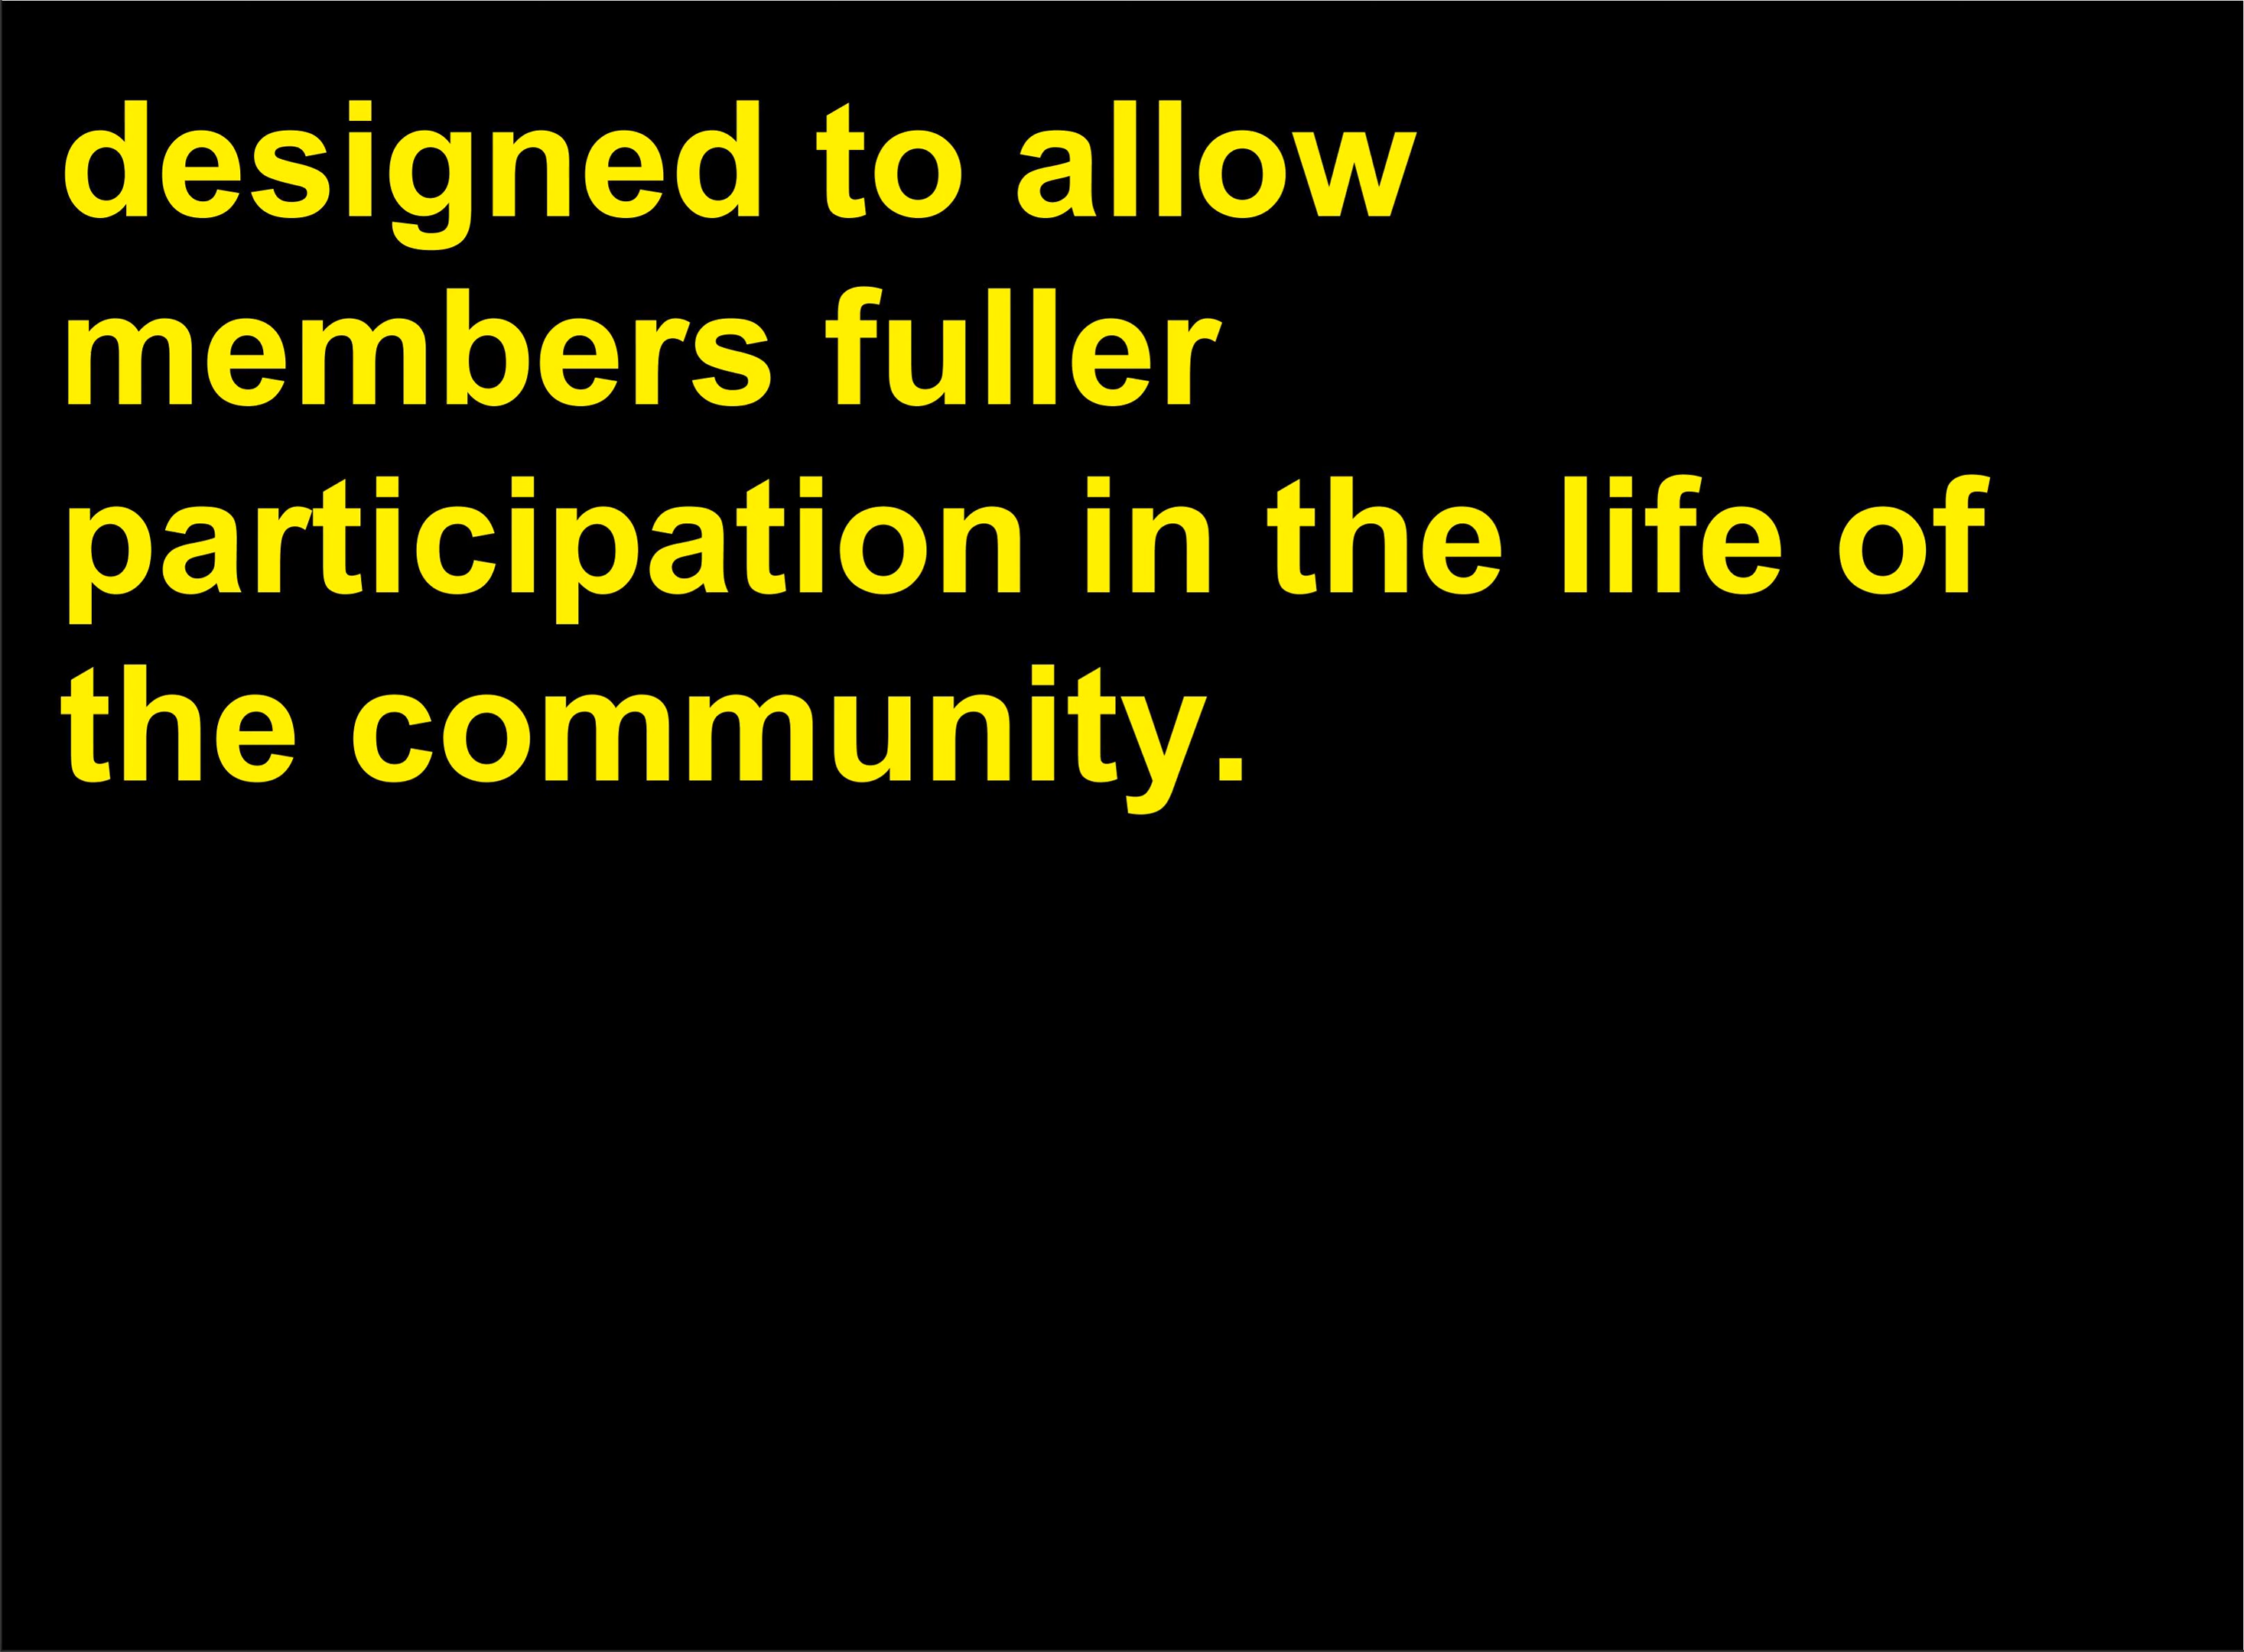 designed to allow
members fuller
participation in the life of
the community.